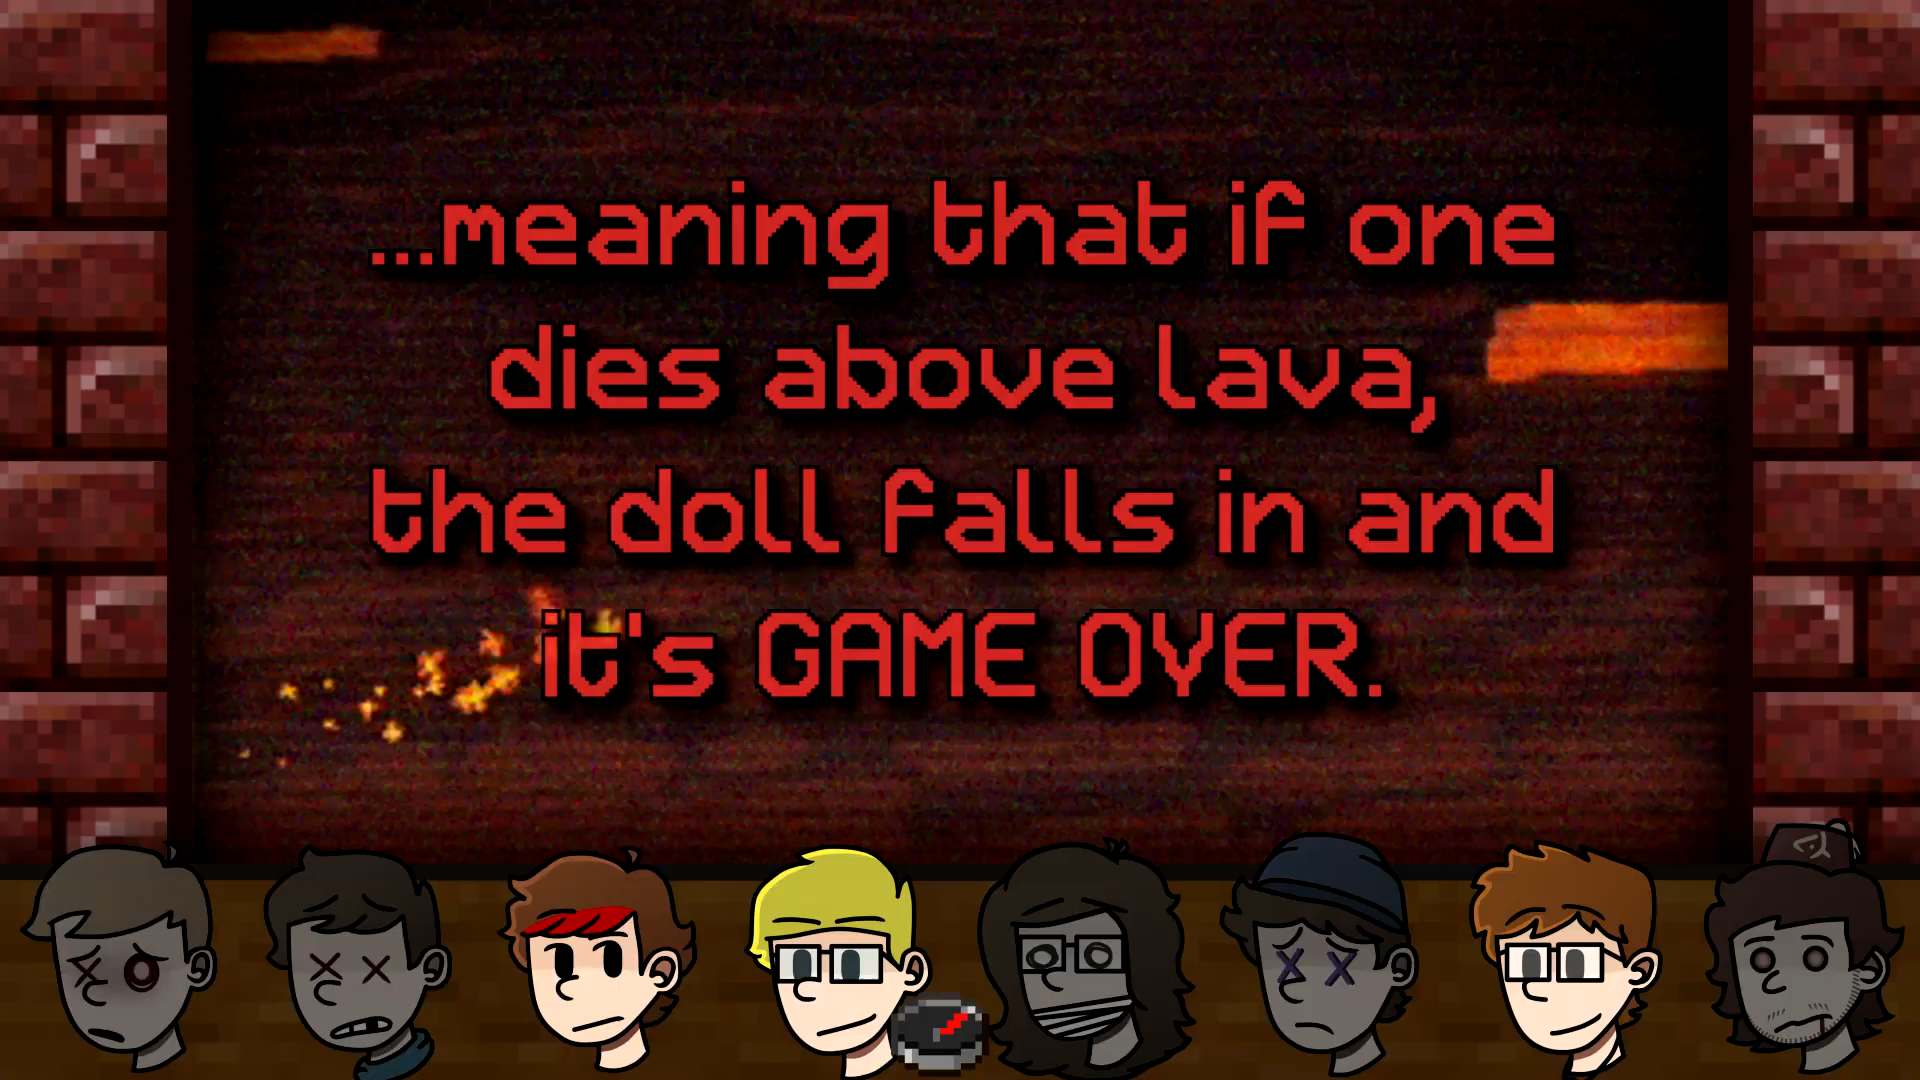 ...meaning that if one
dies above lava,
the doll falls in and
it's GAME OVER.